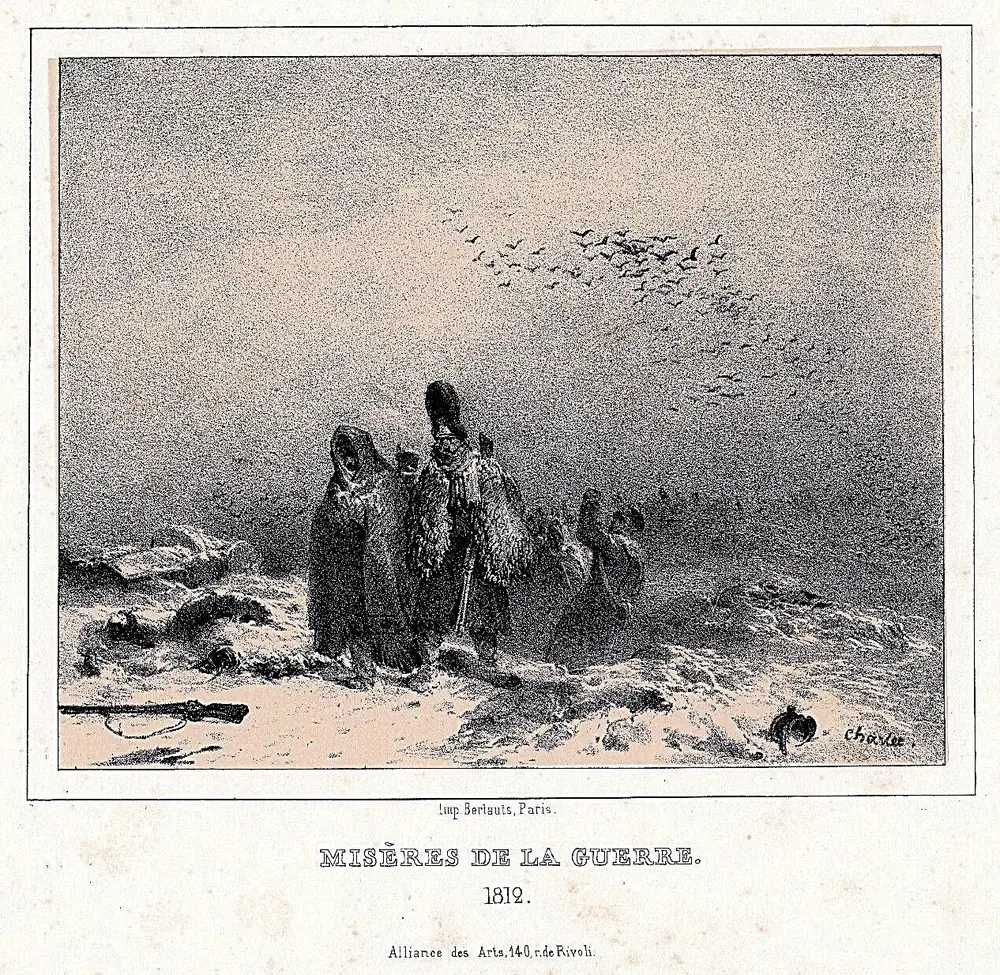 Charlet.
Imp. Bertauts, Paris.
MISÈRES DE LA GUERRE.
1812.
Alliance des Arts, 140, r. de Rivoli.